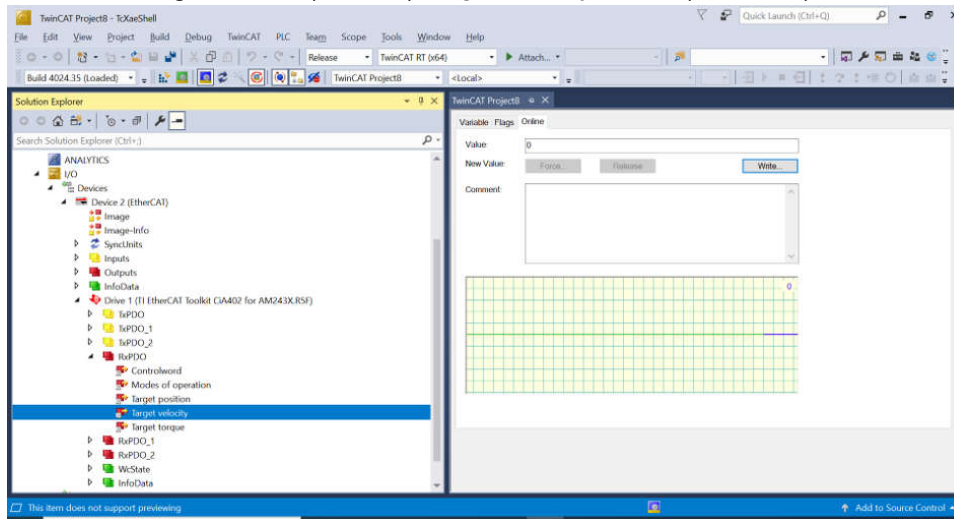 TwinCAT Project8 - TcXaeShell
Quick Launch (Ctrl+Q)
File Edit View Project Build Debug TwinCAT PLC Team Scope Tools Window Help
Release TwinCAT RT (x64) Attach...
Build 4024.35 (Loaded) TwinCAT Project8 <Local>
Solution Explorer
Search Solution Explorer (Ctrl+;)
ANALYTICS
I/O
Devices
Device 2 (EtherCAT)
Image
Image-Info
SyncUnits
Inputs
Outputs
InfoData
Drive 1 (TI EtherCAT Toolkit CiA402 for AM243X.R5F)
TxPDO
TxPDO_1
TxPDO_2
RxPDO
Controlword
Modes of operation
Target position
Target velocity
Target torque
RxPDO_1
RxPDO_2
WcState
InfoData
TwinCAT Project8
Variable Flags Online
Value: 0
New Value: Force... Release Write...
Comment:
0
This item does not support previewing
Add to Source Control